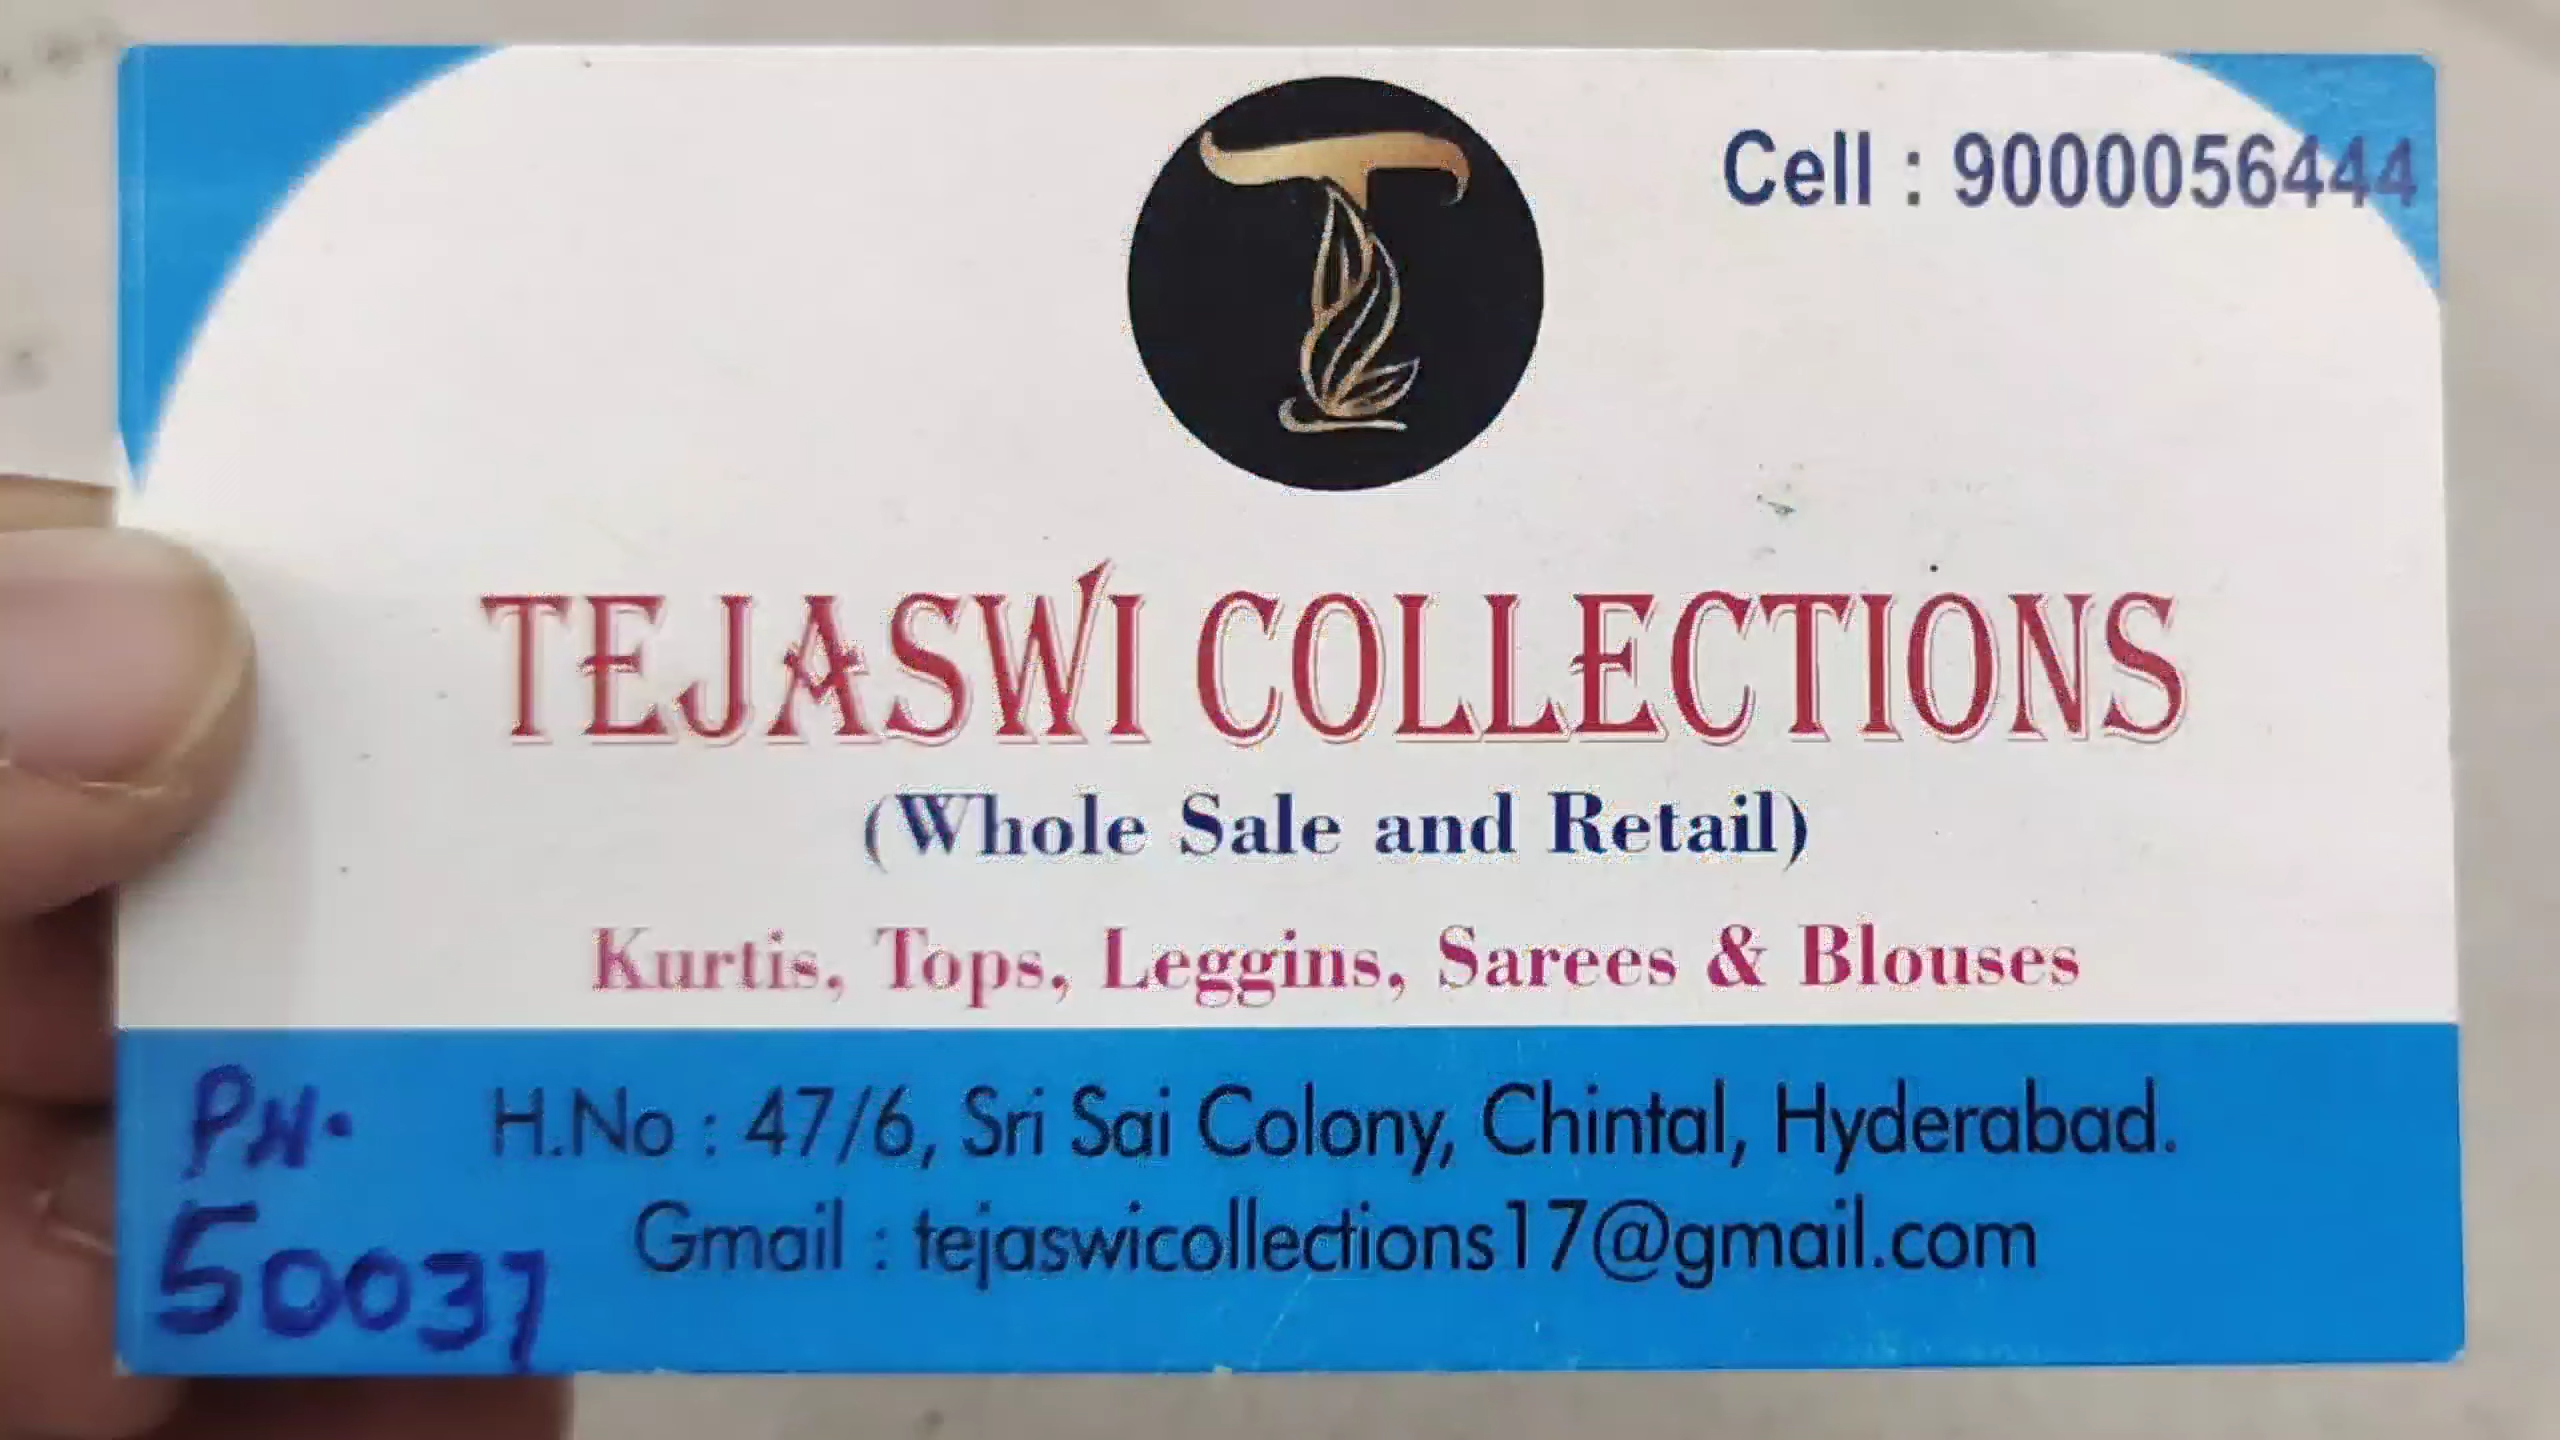 Cell : 9000056444
TEJASWI COLLECTIONS
(Whole Sale and Retail)
Kurtis, Tops, Leggins, Sarees & Blouses
H.No : 47/6, Sri Sai Colony, Chintal, Hyderabad.
Gmail : tejaswicollections17@gmail.com
PN.
50037